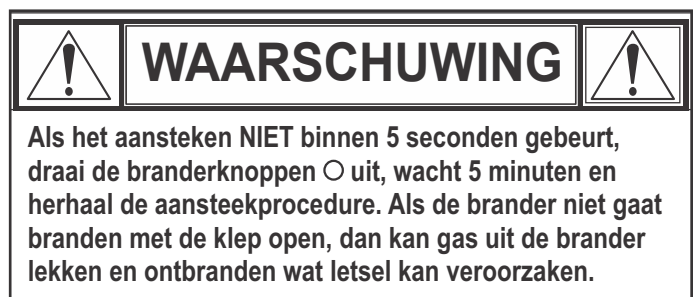 WAARSCHUWING
Als het aansteken NIET binnen 5 seconden gebeurt,
draai de branderknoppen O uit, wacht 5 minuten en
herhaal de aansteekprocedure. Als de brander niet gaat
branden met de klep open, dan kan gas uit de brander
lekken en ontbranden wat letsel kan veroorzaken.